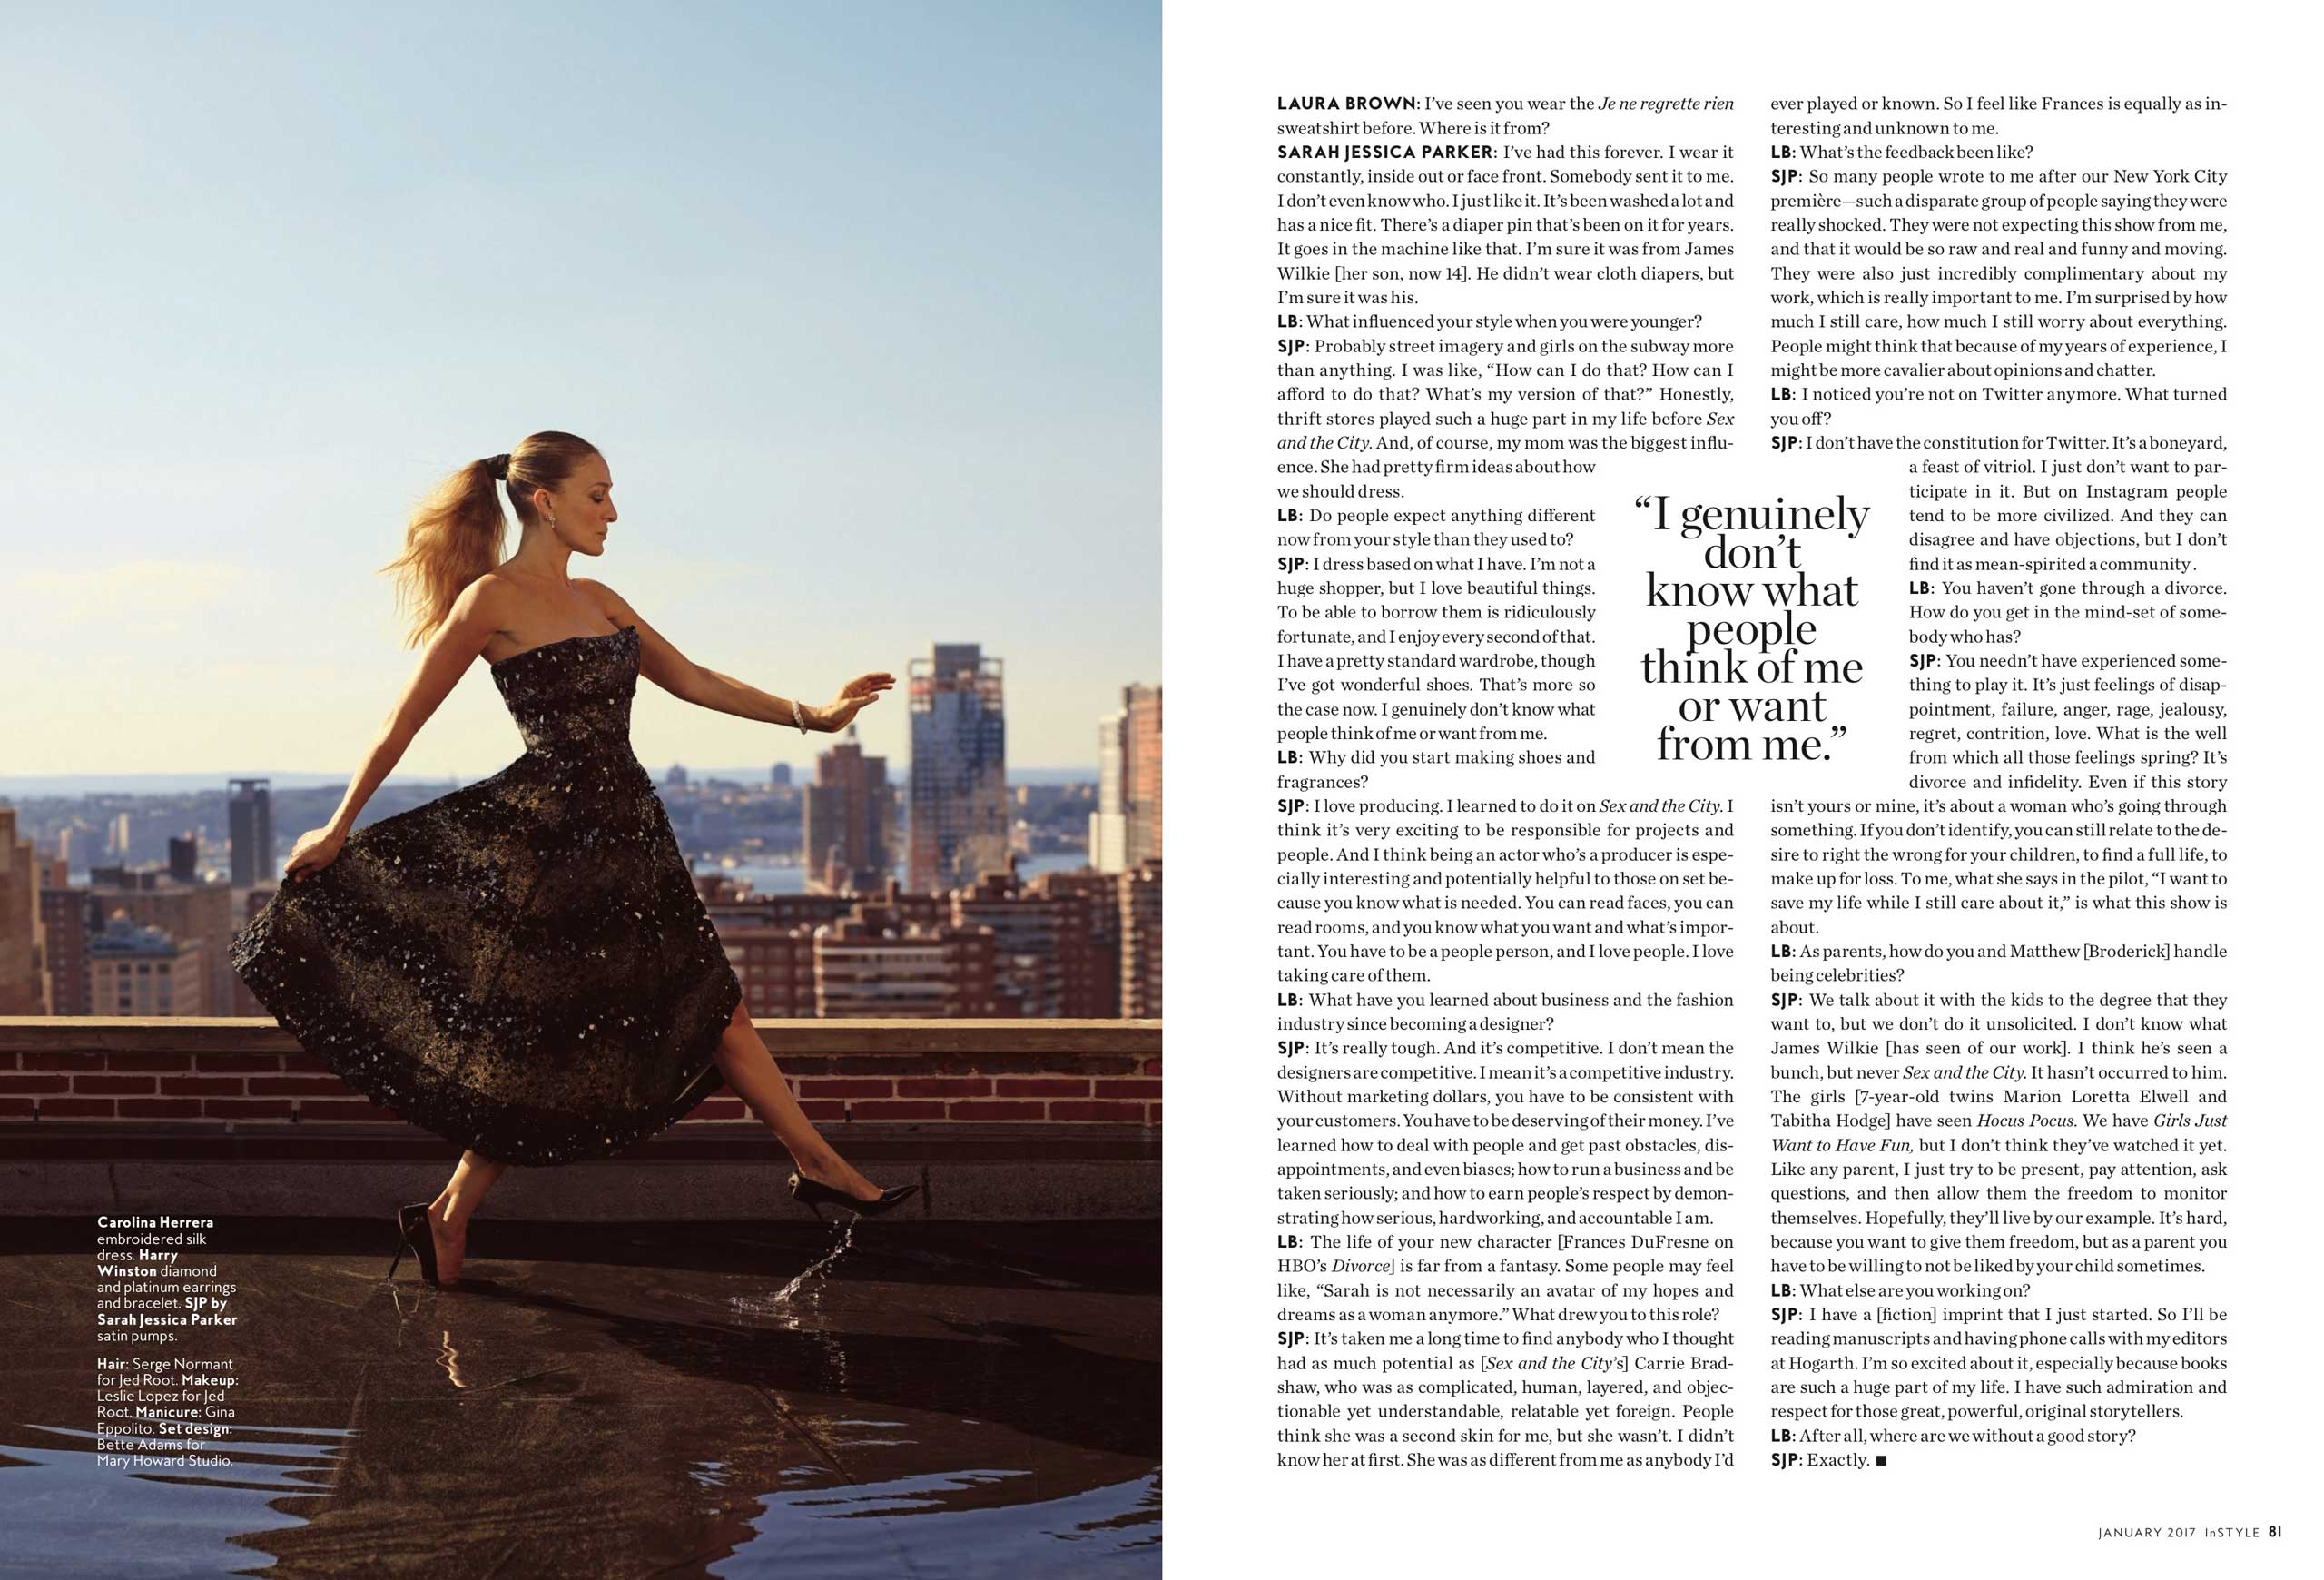 Carolina Herrera
embroidered silk
dress. Harry
Winston diamond
and platinum earrings
and bracelet. SJP by
Sarah Jessica Parker
satin pumps.
Hair: Serge Normant
for Jed Root. Makeup:
Leslie Lopez for Jed
Root. Manicure: Gina
Eppolito. Set design:
Bette Adams for
Mary Howard Studio.
LAURA BROWN: I’ve seen you wear the Je ne regrette rien
sweatshirt before. Where is it from?
SARAH JESSICA PARKER: I’ve had this forever. I wear it
constantly, inside out or face front. Somebody sent it to me.
I don’t even know who. I just like it. It’s been washed a lot and
has a nice fit. There’s a diaper pin that’s been on it for years.
It goes in the machine like that. I’m sure it was from James
Wilkie [her son, now 14]. He didn’t wear cloth diapers, but
I’m sure it was his.
LB: What influenced your style when you were younger?
SJP: Probably street imagery and girls on the subway more
than anything. I was like, “How can I do that? How can I
afford to do that? What’s my version of that?” Honestly,
thrift stores played such a huge part in my life before Sex
and the City. And, of course, my mom was the biggest influ-
ence. She had pretty firm ideas about how
we should dress.
LB: Do people expect anything different
now from your style than they used to?
SJP: I dress based on what I have. I’m not a
huge shopper, but I love beautiful things.
To be able to borrow them is ridiculously
fortunate, and I enjoy every second of that.
I have a pretty standard wardrobe, though
I’ve got wonderful shoes. That’s more so
the case now. I genuinely don’t know what
people think of me or want from me.
LB: Why did you start making shoes and
fragrances?
SJP: I love producing. I learned to do it on Sex and the City. I
think it’s very exciting to be responsible for projects and
people. And I think being an actor who’s a producer is espe-
cially interesting and potentially helpful to those on set be-
cause you know what is needed. You can read faces, you can
read rooms, and you know what you want and what’s impor-
tant. You have to be a people person, and I love people. I love
taking care of them.
LB: What have you learned about business and the fashion
industry since becoming a designer?
SJP: It’s really tough. And it’s competitive. I don’t mean the
designers are competitive. I mean it’s a competitive industry.
Without marketing dollars, you have to be consistent with
your customers. You have to be deserving of their money. I’ve
learned how to deal with people and get past obstacles, dis-
appointments, and even biases; how to run a business and be
taken seriously; and how to earn people’s respect by demon-
strating how serious, hardworking, and accountable I am.
LB: The life of your new character [Frances DuFresne on
HBO’s Divorce] is far from a fantasy. Some people may feel
like, “Sarah is not necessarily an avatar of my hopes and
dreams as a woman anymore.” What drew you to this role?
SJP: It’s taken me a long time to find anybody who I thought
had as much potential as [Sex and the City’s] Carrie Brad-
shaw, who was as complicated, human, layered, and objec-
tionable yet understandable, relatable yet foreign. People
think she was a second skin for me, but she wasn’t. I didn’t
know her at first. She was as different from me as anybody I’d
“I genuinely
don’t
know what
people
think of me
or want
from me.”
ever played or known. So I feel like Frances is equally as in-
teresting and unknown to me.
LB: What’s the feedback been like?
SJP: So many people wrote to me after our New York City
première—such a disparate group of people saying they were
really shocked. They were not expecting this show from me,
and that it would be so raw and real and funny and moving.
They were also just incredibly complimentary about my
work, which is really important to me. I’m surprised by how
much I still care, how much I still worry about everything.
People might think that because of my years of experience, I
might be more cavalier about opinions and chatter.
LB: I noticed you’re not on Twitter anymore. What turned
you off?
SJP: I don’t have the constitution for Twitter. It’s a boneyard,
a feast of vitriol. I just don’t want to par-
ticipate in it. But on Instagram people
tend to be more civilized. And they can
disagree and have objections, but I don’t
find it as mean-spirited a community.
LB: You haven’t gone through a divorce.
How do you get in the mind-set of some-
body who has?
SJP: You needn’t have experienced some-
thing to play it. It’s just feelings of disap-
pointment, failure, anger, rage, jealousy,
regret, contrition, love. What is the well
from which all those feelings spring? It’s
divorce and infidelity. Even if this story
isn’t yours or mine, it’s about a woman who’s going through
something. If you don’t identify, you can still relate to the de-
sire to right the wrong for your children, to find a full life, to
make up for loss. To me, what she says in the pilot, “I want to
save my life while I still care about it,” is what this show is
about.
LB: As parents, how do you and Matthew [Broderick] handle
being celebrities?
SJP: We talk about it with the kids to the degree that they
want to, but we don’t do it unsolicited. I don’t know what
James Wilkie [has seen of our work]. I think he’s seen a
bunch, but never Sex and the City. It hasn’t occurred to him.
The girls [7-year-old twins Marion Loretta Elwell and
Tabitha Hodge] have seen Hocus Pocus. We have Girls Just
Want to Have Fun, but I don’t think they’ve watched it yet.
Like any parent, I just try to be present, pay attention, ask
questions, and then allow them the freedom to monitor
themselves. Hopefully, they’ll live by our example. It’s hard,
because you want to give them freedom, but as a parent you
have to be willing to not be liked by your child sometimes.
LB: What else are you working on?
SJP: I have a [fiction] imprint that I just started. So I’ll be
reading manuscripts and having phone calls with my editors
at Hogarth. I’m so excited about it, especially because books
are such a huge part of my life. I have such admiration and
respect for those great, powerful, original storytellers.
LB: After all, where are we without a good story?
SJP: Exactly. ■
JANUARY 2017 InSTYLE 81